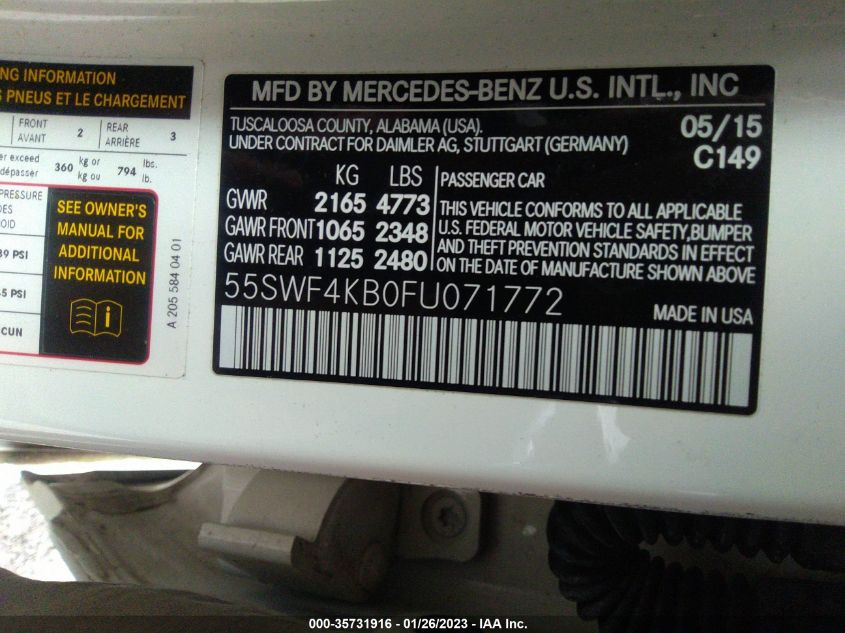 NG INFORMATION
PNEUS ET LE CHARGEMENT
FRONT 2 REAR 3
AVANT ARRIÈRE
er exceed 360 kg or 794 lbs.
dépasser kg ou lb.
PRESSURE
DES
OID
39 PSI
5 PSI
CUN
SEE OWNER'S
MANUAL FOR
ADDITIONAL
INFORMATION
A 205 584 04 01
MFD BY MERCEDES-BENZ U.S. INTL., INC
TUSCALOOSA COUNTY, ALABAMA (USA). 05/15
UNDER CONTRACT FOR DAIMLER AG, STUTTGART (GERMANY) C149
KG LBS
GVWR 2165 4773
GAWR FRONT 1065 2348
GAWR REAR 1125 2480
PASSENGER CAR
THIS VEHICLE CONFORMS TO ALL APPLICABLE
U.S. FEDERAL MOTOR VEHICLE SAFETY,BUMPER
AND THEFT PREVENTION STANDARDS IN EFFECT
ON THE DATE OF MANUFACTURE SHOWN ABOVE
55SWF4KB0FU071772
MADE IN USA
000-35731916 - 01/26/2023 - IAA Inc.